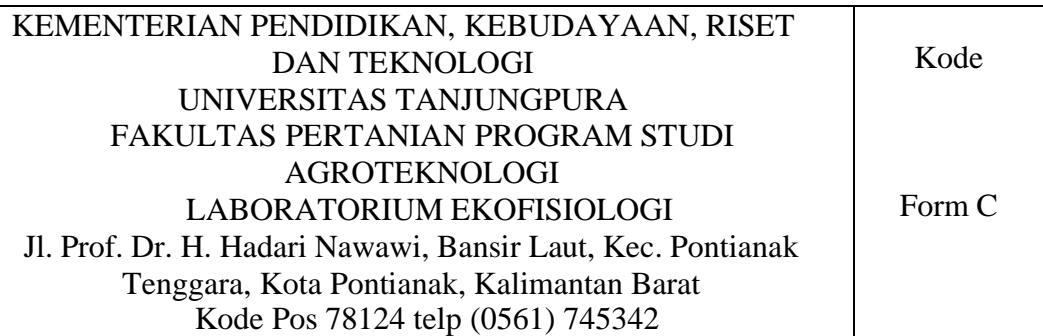 KEMENTERIAN PENDIDIKAN, KEBUDAYAAN, RISET
DAN TEKNOLOGI
UNIVERSITAS TANJUNGPURA
FAKULTAS PERTANIAN PROGRAM STUDI
AGROTEKNOLOGI
LABORATORIUM EKOFISIOLOGI
Jl. Prof. Dr. H. Hadari Nawawi, Bansir Laut, Kec. Pontianak
Tenggara, Kota Pontianak, Kalimantan Barat
Kode Pos 78124 telp (0561) 745342
Kode
Form C